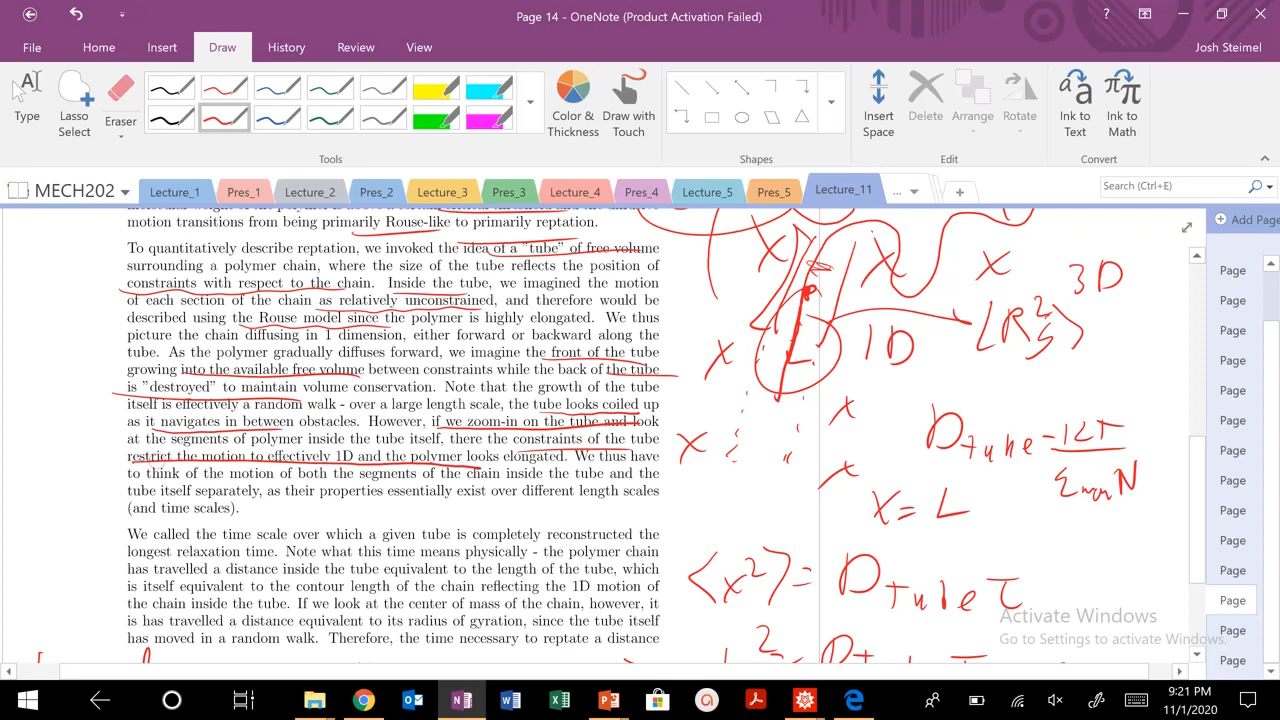 Page 14 - OneNote (Product Activation Failed)
File Home Insert Draw History Review View
Josh Steimel
Type
Lasso Select
Eraser
Color & Thickness
Draw with Touch
Insert Space
Delete
Arrange
Rotate
Ink to Text
Ink to Math
Tools
Shapes
Edit
Convert
MECH202
Lecture_1 Pres_1 Lecture_2 Pres_2 Lecture_3 Pres_3 Lecture_4 Pres_4 Lecture_5 Pres_5 Lecture_11 ...
Search (Ctrl+E)
Add Page
motion transitions from being primarily Rouse-like to primarily reptation.
To quantitatively describe reptation, we invoked the idea of a "tube" of free volume
surrounding a polymer chain, where the size of the tube reflects the position of
constraints with respect to the chain. Inside the tube, we imagined the motion
of each section of the chain as relatively unconstrained, and therefore would be
described using the Rouse model since the polymer is highly elongated. We thus
picture the chain diffusing in 1 dimension, either forward or backward along the
tube. As the polymer gradually diffuses forward, we imagine the front of the tube
growing into the available free volume between constraints while the back of the tube
is "destroyed" to maintain volume conservation. Note that the growth of the tube
itself is effectively a random walk - over a large length scale, the tube looks coiled up
as it navigates in between obstacles. However, if we zoom-in on the tube and look
at the segments of polymer inside the tube itself, there the constraints of the tube
restrict the motion to effectively 1D and the polymer looks elongated. We thus have
to think of the motion of both the segments of the chain inside the tube and the
tube itself separately, as their properties essentially exist over different length scales
(and time scales).
We called the time scale over which a given tube is completely reconstructed the
longest relaxation time. Note what this time means physically - the polymer chain
has travelled a distance inside the tube equivalent to the length of the tube, which
is itself equivalent to the contour length of the chain reflecting the 1D motion of
the chain inside the tube. If we look at the center of mass of the chain, however, it
is has travelled a distance equivalent to its radius of gyration, since the tube itself
has moved in a random walk. Therefore, the time necessary to reptate a distance
X X X
3D
1D
X
X X
X
X = L
Page
Page
Page
Page
Page
Page
Page
Page
Page
Page
Page
Page
Page
Page
Activate Windows
Go to Settings to activate Windows.
9:21 PM
11/1/2020